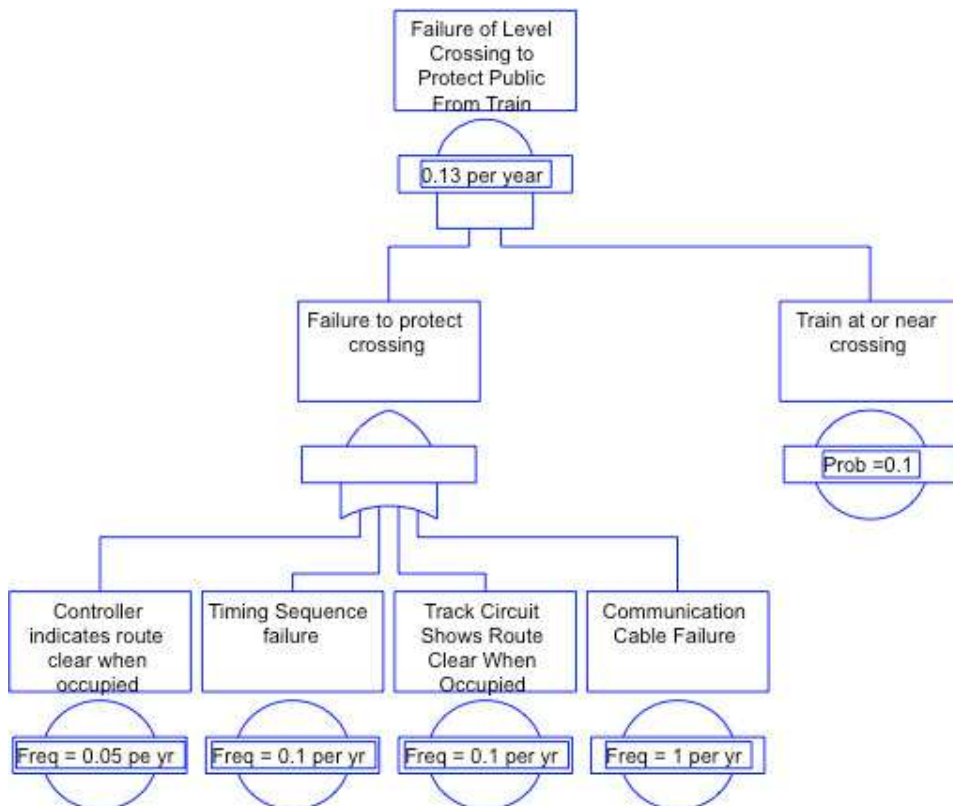 Failure of Level
Crossing to
Protect Public
From Train
0.13 per year
Failure to protect
crossing
Train at or near
crossing
Prob =0.1
Controller
indicates route
clear when
occupied
Timing Sequence
failure
Track Circuit
Shows Route
Clear When
Occupied
Communication
Cable Failure
Freq = 0.05 pe yr
Freq = 0.1 per yr
Freq = 0.1 per yr
Freq = 1 per yr